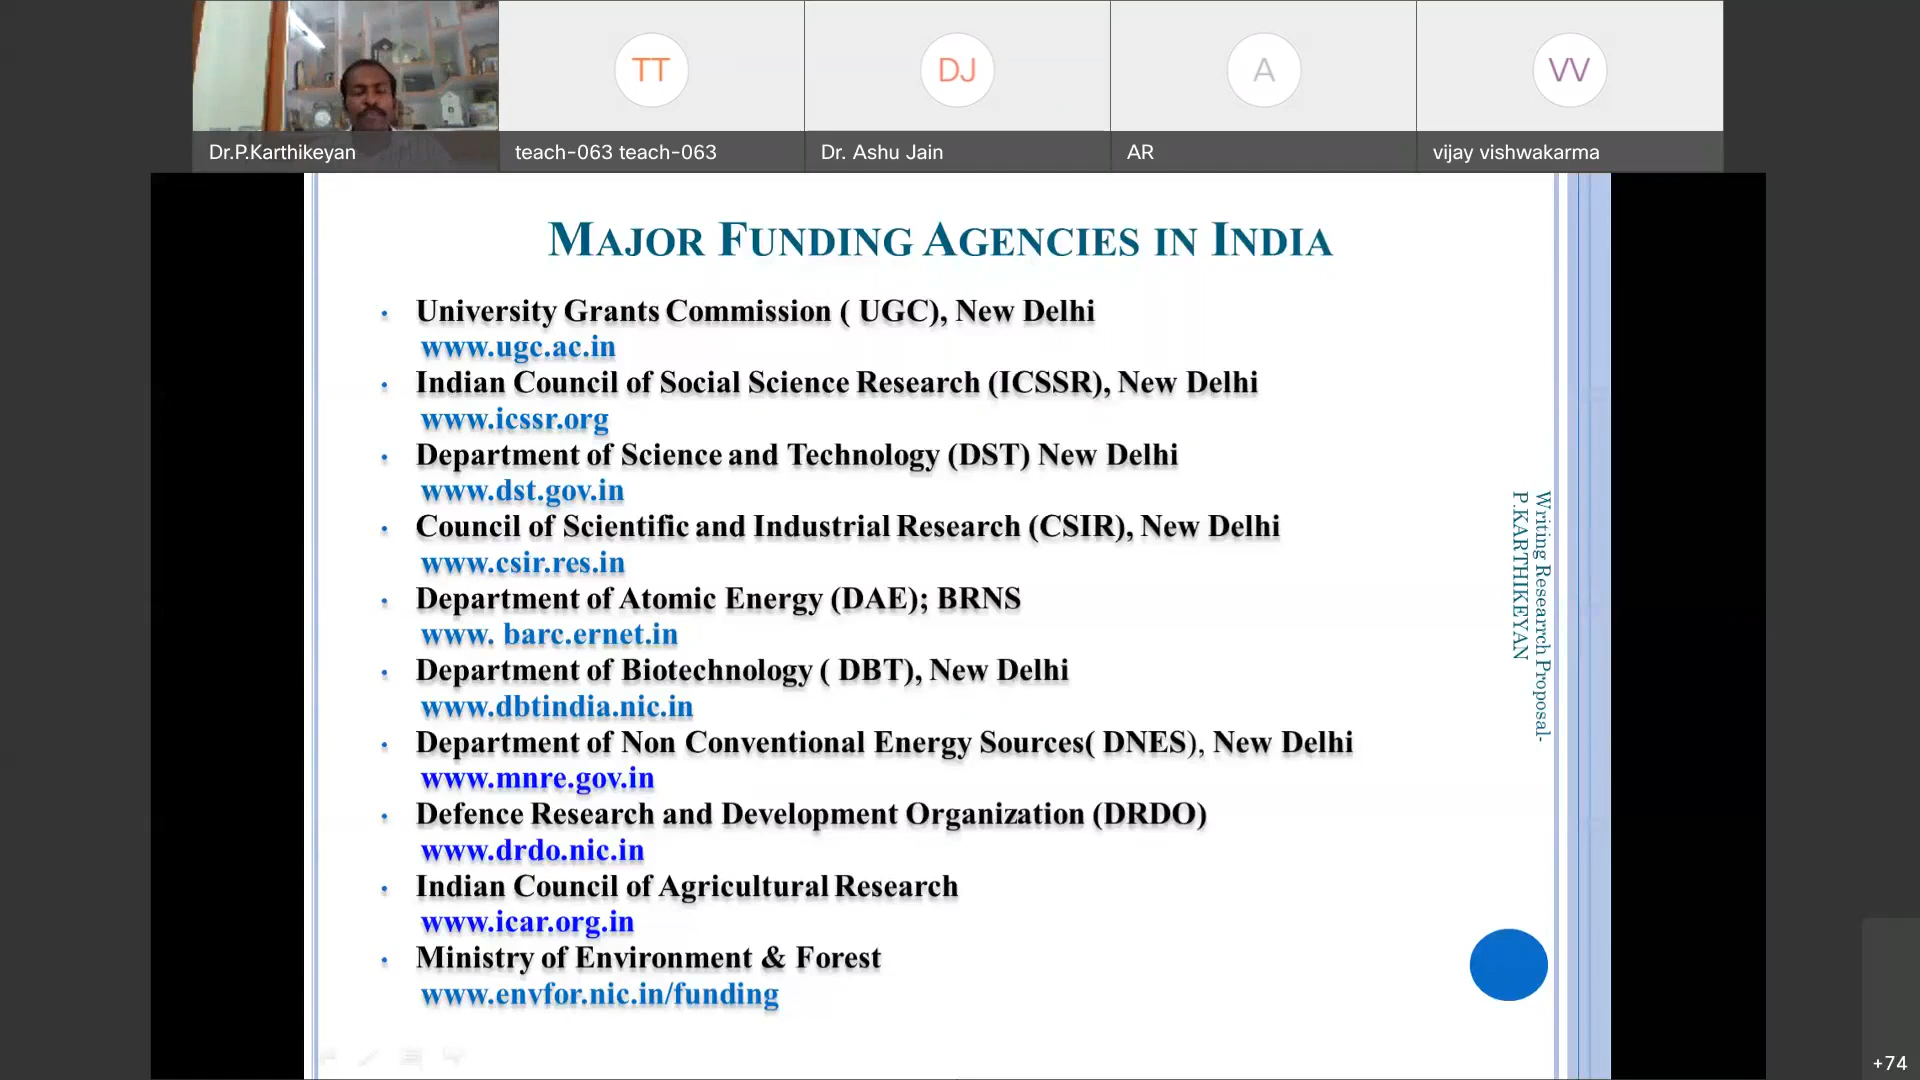 TT
DJ
A
VV
Dr.P.Karthikeyan
teach-063 teach-063
Dr. Ashu Jain
AR
vijay vishwakarma
MAJOR FUNDING AGENCIES IN INDIA
• University Grants Commission ( UGC), New Delhi
www.ugc.ac.in
• Indian Council of Social Science Research (ICSSR), New Delhi
www.icssr.org
• Department of Science and Technology (DST) New Delhi
www.dst.gov.in
• Council of Scientific and Industrial Research (CSIR), New Delhi
www.csir.res.in
• Department of Atomic Energy (DAE); BRNS
www. barc.ernet.in
• Department of Biotechnology ( DBT), New Delhi
www.dbtindia.nic.in
• Department of Non Conventional Energy Sources( DNES), New Delhi
www.mnre.gov.in
• Defence Research and Development Organization (DRDO)
www.drdo.nic.in
• Indian Council of Agricultural Research
www.icar.org.in
• Ministry of Environment & Forest
www.envfor.nic.in/funding
Writing Researrch Proposal-
P.KARTHIKEYAN
+74